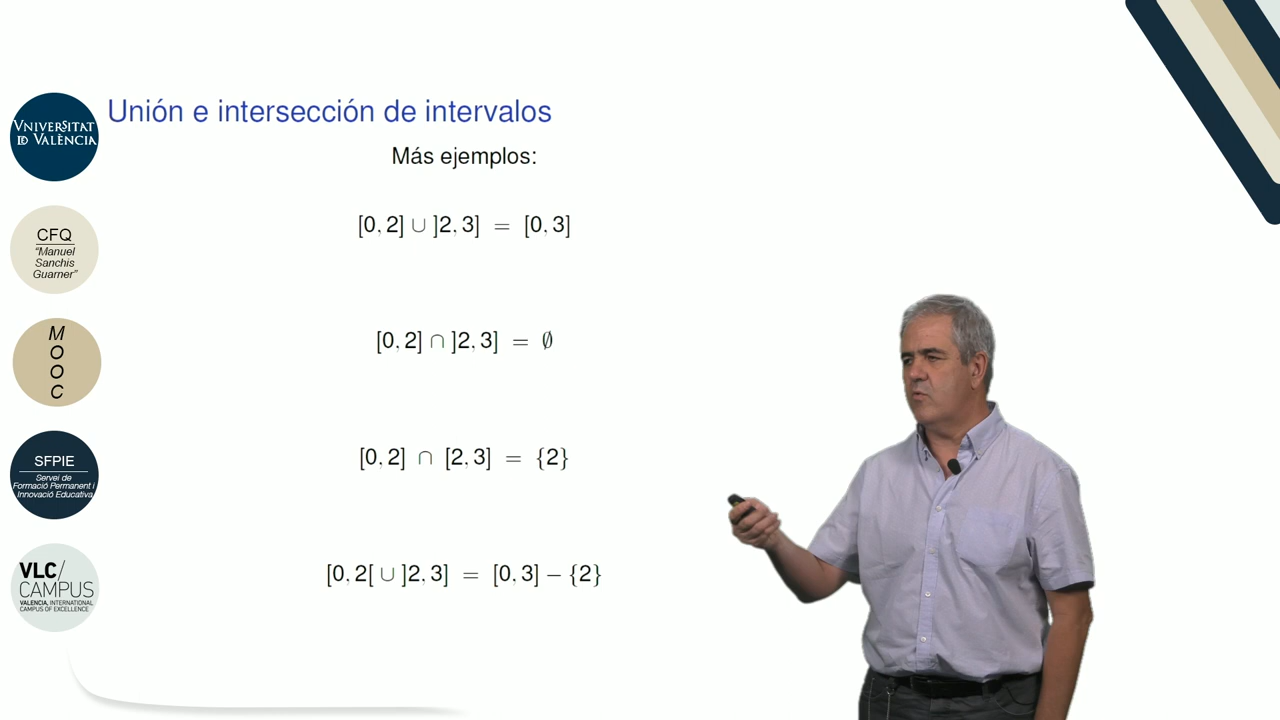 Unión e intersección de intervalos
Más ejemplos:
[0, 2] ∪ ]2, 3] = [0, 3]
[0, 2] ∩ ]2, 3] = ∅
[0, 2] ∩ [2, 3] = {2}
[0, 2[ ∪ ]2, 3] = [0, 3] − {2}
VNIVERSITAT
ID VALÈNCIA
CFQ
“Manuel
Sanchis
Guarner”
M
O
O
C
SFPIE
Servei de
Formació Permanent i
Innovació Educativa
VLC/
CAMPUS
VALENCIA, INTERNATIONAL
CAMPUS OF EXCELLENCE